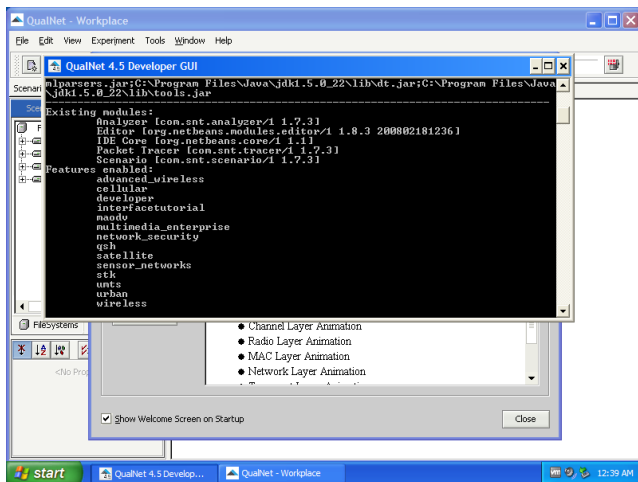 QualNet - Workplace
File Edit View Experiment Tools Window Help
QualNet 4.5 Developer GUI
Scenari
mlparsers.jar;C:\Program Files\Java\jdk1.5.0_22\lib\dt.jar;C:\Program Files\Java
\jdk1.5.0_22\lib\tools.jar
Existing modules:
Analyzer [com.snt.analyzer/1 1.7.3]
Editor [org.netbeans.modules.editor/1 1.8.3 200802181236]
IDE Core [org.netbeans.core/1 1.1]
Packet Tracer [com.snt.tracer/1 1.7.3]
Scenario [com.snt.scenario/1 1.7.3]
Features enabled:
advanced_wireless
cellular
developer
interfacetutorial
maodv
multimedia_enterprise
network_security
qsh
satellite
sensor_networks
stk
umts
urban
wireless
FileSystems
Channel Layer Animation
Radio Layer Animation
MAC Layer Animation
Network Layer Animation
<No Prop
Show Welcome Screen on Startup
Close
start
QualNet 4.5 Develop...
QualNet - Workplace
12:39 AM